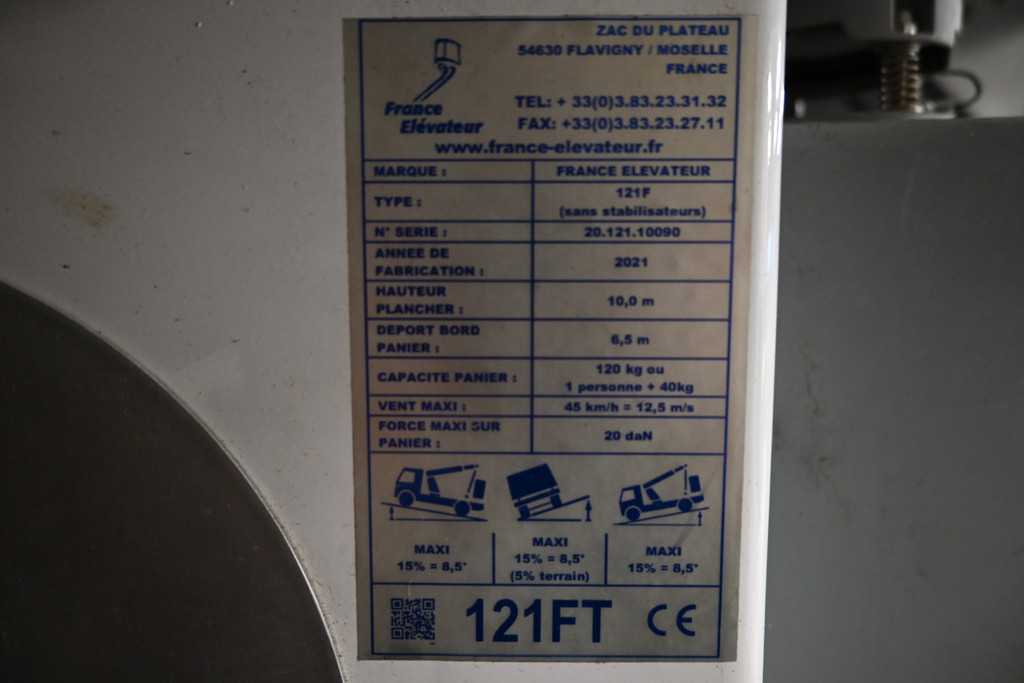 ZAC DU PLATEAU
54630 FLAVIGNY / MOSELLE
FRANCE
France
Elévateur
TEL: + 33(0)3.83.23.31.32
FAX: +33(0)3.83.23.27.11
www.france-elevateur.fr
MARQUE : FRANCE ELEVATEUR
TYPE : 121F
(sans stabilisateurs)
N° SERIE : 20.121.10090
ANNEE DE
FABRICATION : 2021
HAUTEUR
PLANCHER : 10,0 m
DEPORT BORD
PANIER : 6,5 m
CAPACITE PANIER : 120 kg ou
1 personne + 40kg
VENT MAXI : 45 km/h = 12,5 m/s
FORCE MAXI SUR
PANIER : 20 daN
MAXI
15% = 8,5°
MAXI
15% = 8,5°
(5% terrain)
MAXI
15% = 8,5°
121FT CE